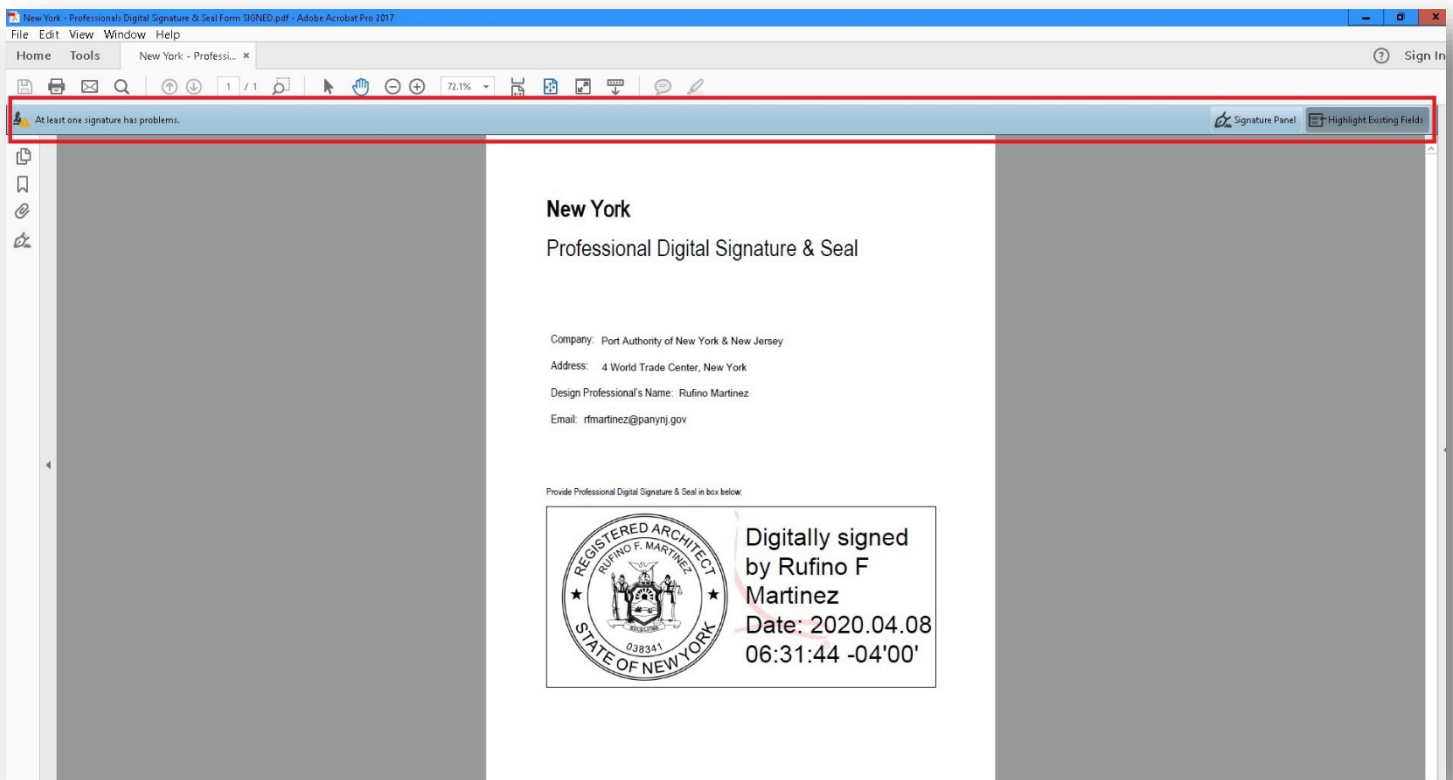 New York - Professionals Digital Signature & Seal Form SIGNED.pdf - Adobe Acrobat Pro 2017
File Edit View Window Help
Home Tools New York - Professi... ×
? Sign In
1 / 1 72.1%
At least one signature has problems.
Signature Panel Highlight Existing Fields
New York
Professional Digital Signature & Seal
Company: Port Authority of New York & New Jersey
Address: 4 World Trade Center, New York
Design Professional's Name: Rufino Martinez
Email: rfmartinez@panynj.gov
Provide Professional Digital Signature & Seal in box below:
REGISTERED ARCHITECT
RUFINO F. MARTINEZ
EXCELSIOR
038341
STATE OF NEW YORK
Digitally signed
by Rufino F
Martinez
Date: 2020.04.08
06:31:44 -04'00'